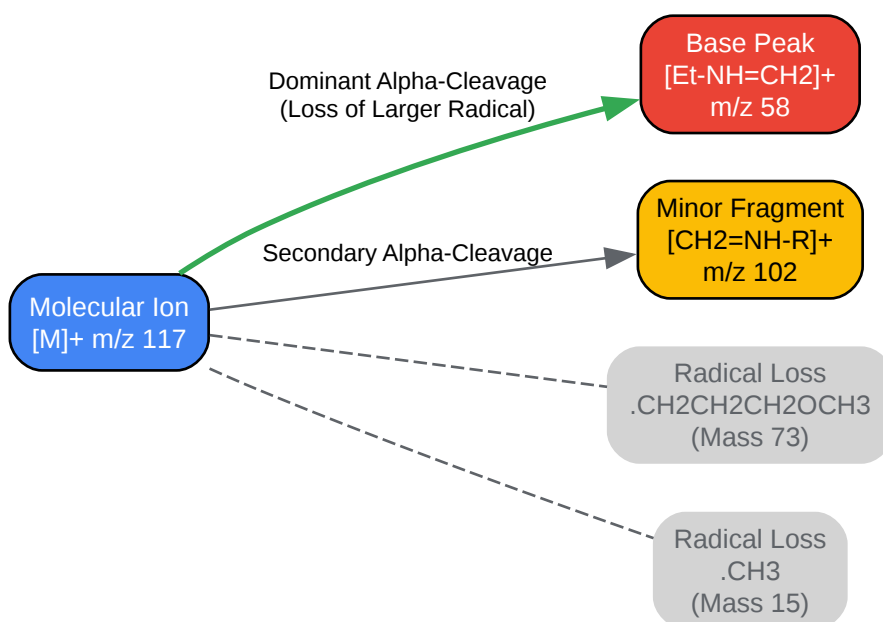 Base Peak
[Et-NH=CH2]+
m/z 58
Dominant Alpha-Cleavage
(Loss of Larger Radical)
Minor Fragment
[CH2=NH-R]+
m/z 102
Secondary Alpha-Cleavage
Molecular Ion
[M]+ m/z 117
Radical Loss
.CH2CH2CH2OCH3
(Mass 73)
Radical Loss
.CH3
(Mass 15)